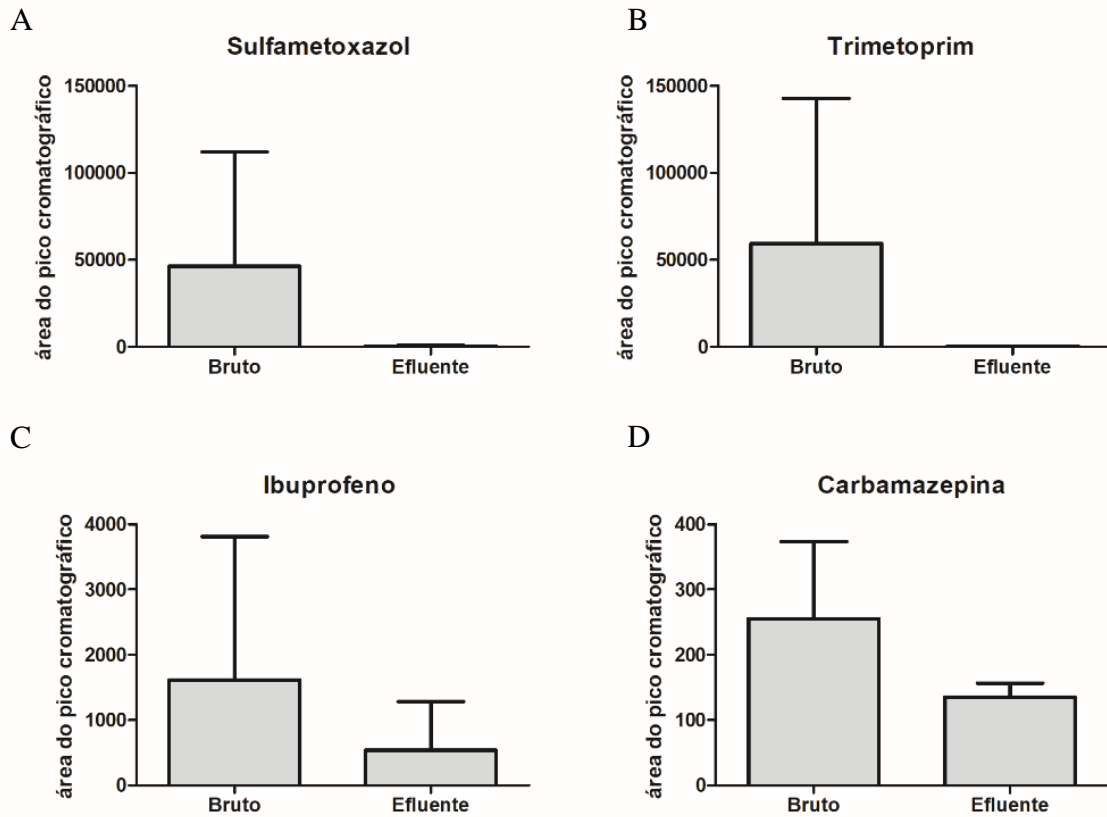 A
Sulfametoxazol
área do pico cromatográfico
150000
100000
50000
0
Bruto Efluente
B
Trimetoprim
área do pico cromatográfico
150000
100000
50000
0
Bruto Efluente
C
Ibuprofeno
área do pico cromatográfico
4000
3000
2000
1000
0
Bruto Efluente
D
Carbamazepina
área do pico cromatográfico
400
300
200
100
0
Bruto Efluente